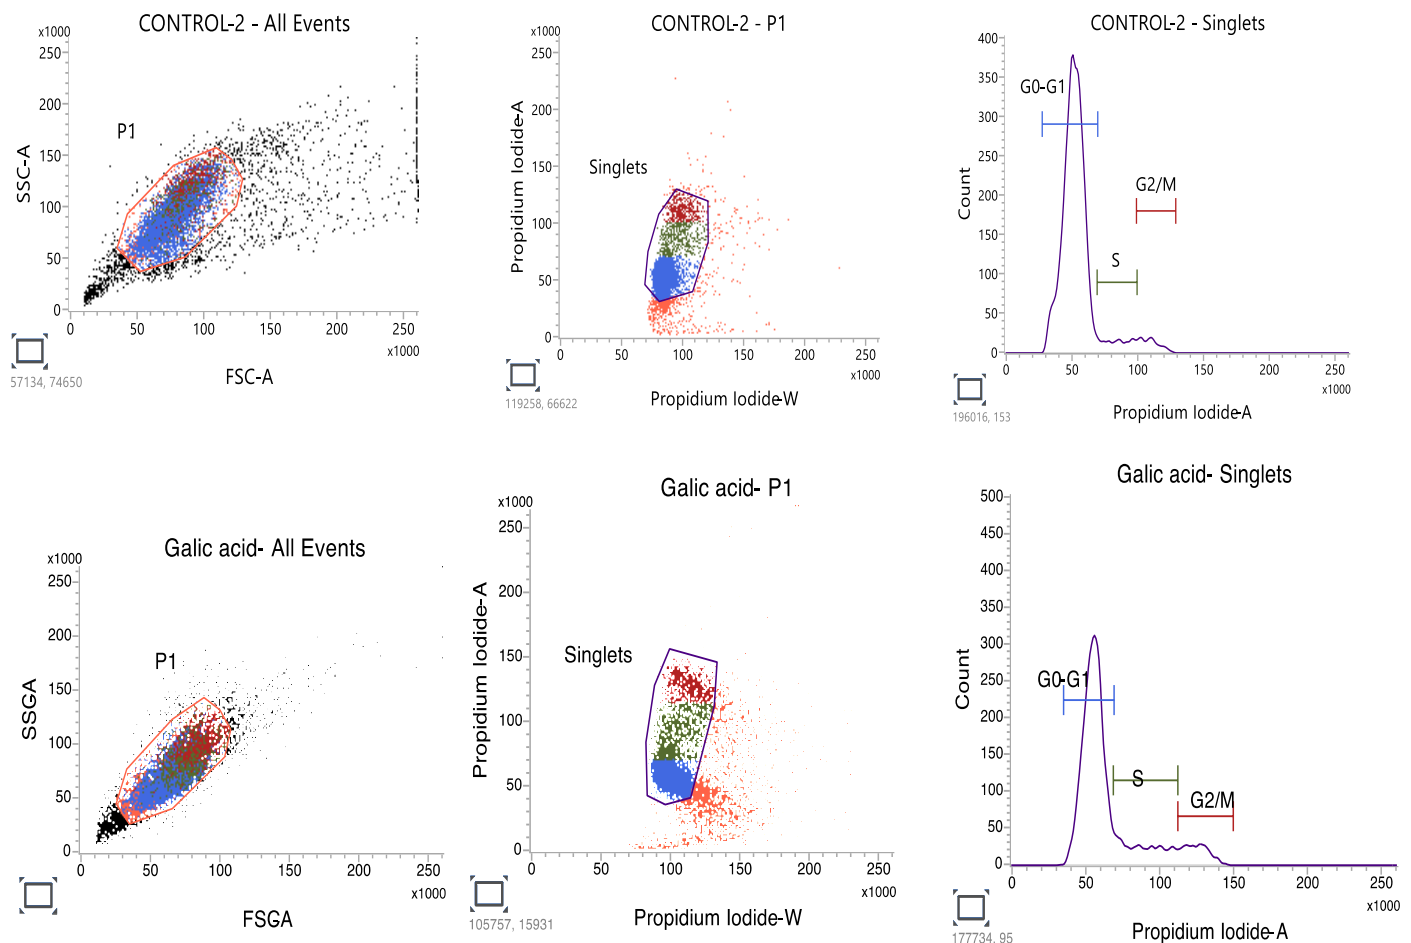 CONTROL-2 - All Events
x1000
250
200
150
100
50
0
SSC-A
P1
0 50 100 150 200 250
x1000
FSC-A
57134, 74650
CONTROL-2 - P1
x1000
250
200
150
100
50
0
Propidium Iodide-A
Singlets
0 50 100 150 200 250
x1000
Propidium Iodide-W
119258, 66622
CONTROL-2 - Singlets
400
350
300
250
200
150
100
50
0
Count
G0-G1
G2/M
S
0 50 100 150 200 250
x1000
Propidium Iodide-A
196016, 153
Galic acid- All Events
x1000
250
200
150
100
50
0
SSGA
P1
0 50 100 150 200 250
x1000
FSGA
Galic acid- P1
x1000
250
200
150
100
50
0
Propidium Iodide-A
Singlets
0 50 100 150 200 250
x1000
Propidium Iodide-W
105757, 15931
Galic acid- Singlets
500
450
400
350
300
250
200
150
100
50
0
Count
G0-G1
S
G2/M
0 50 100 150 200 250
x1000
Propidium Iodide-A
177734, 95